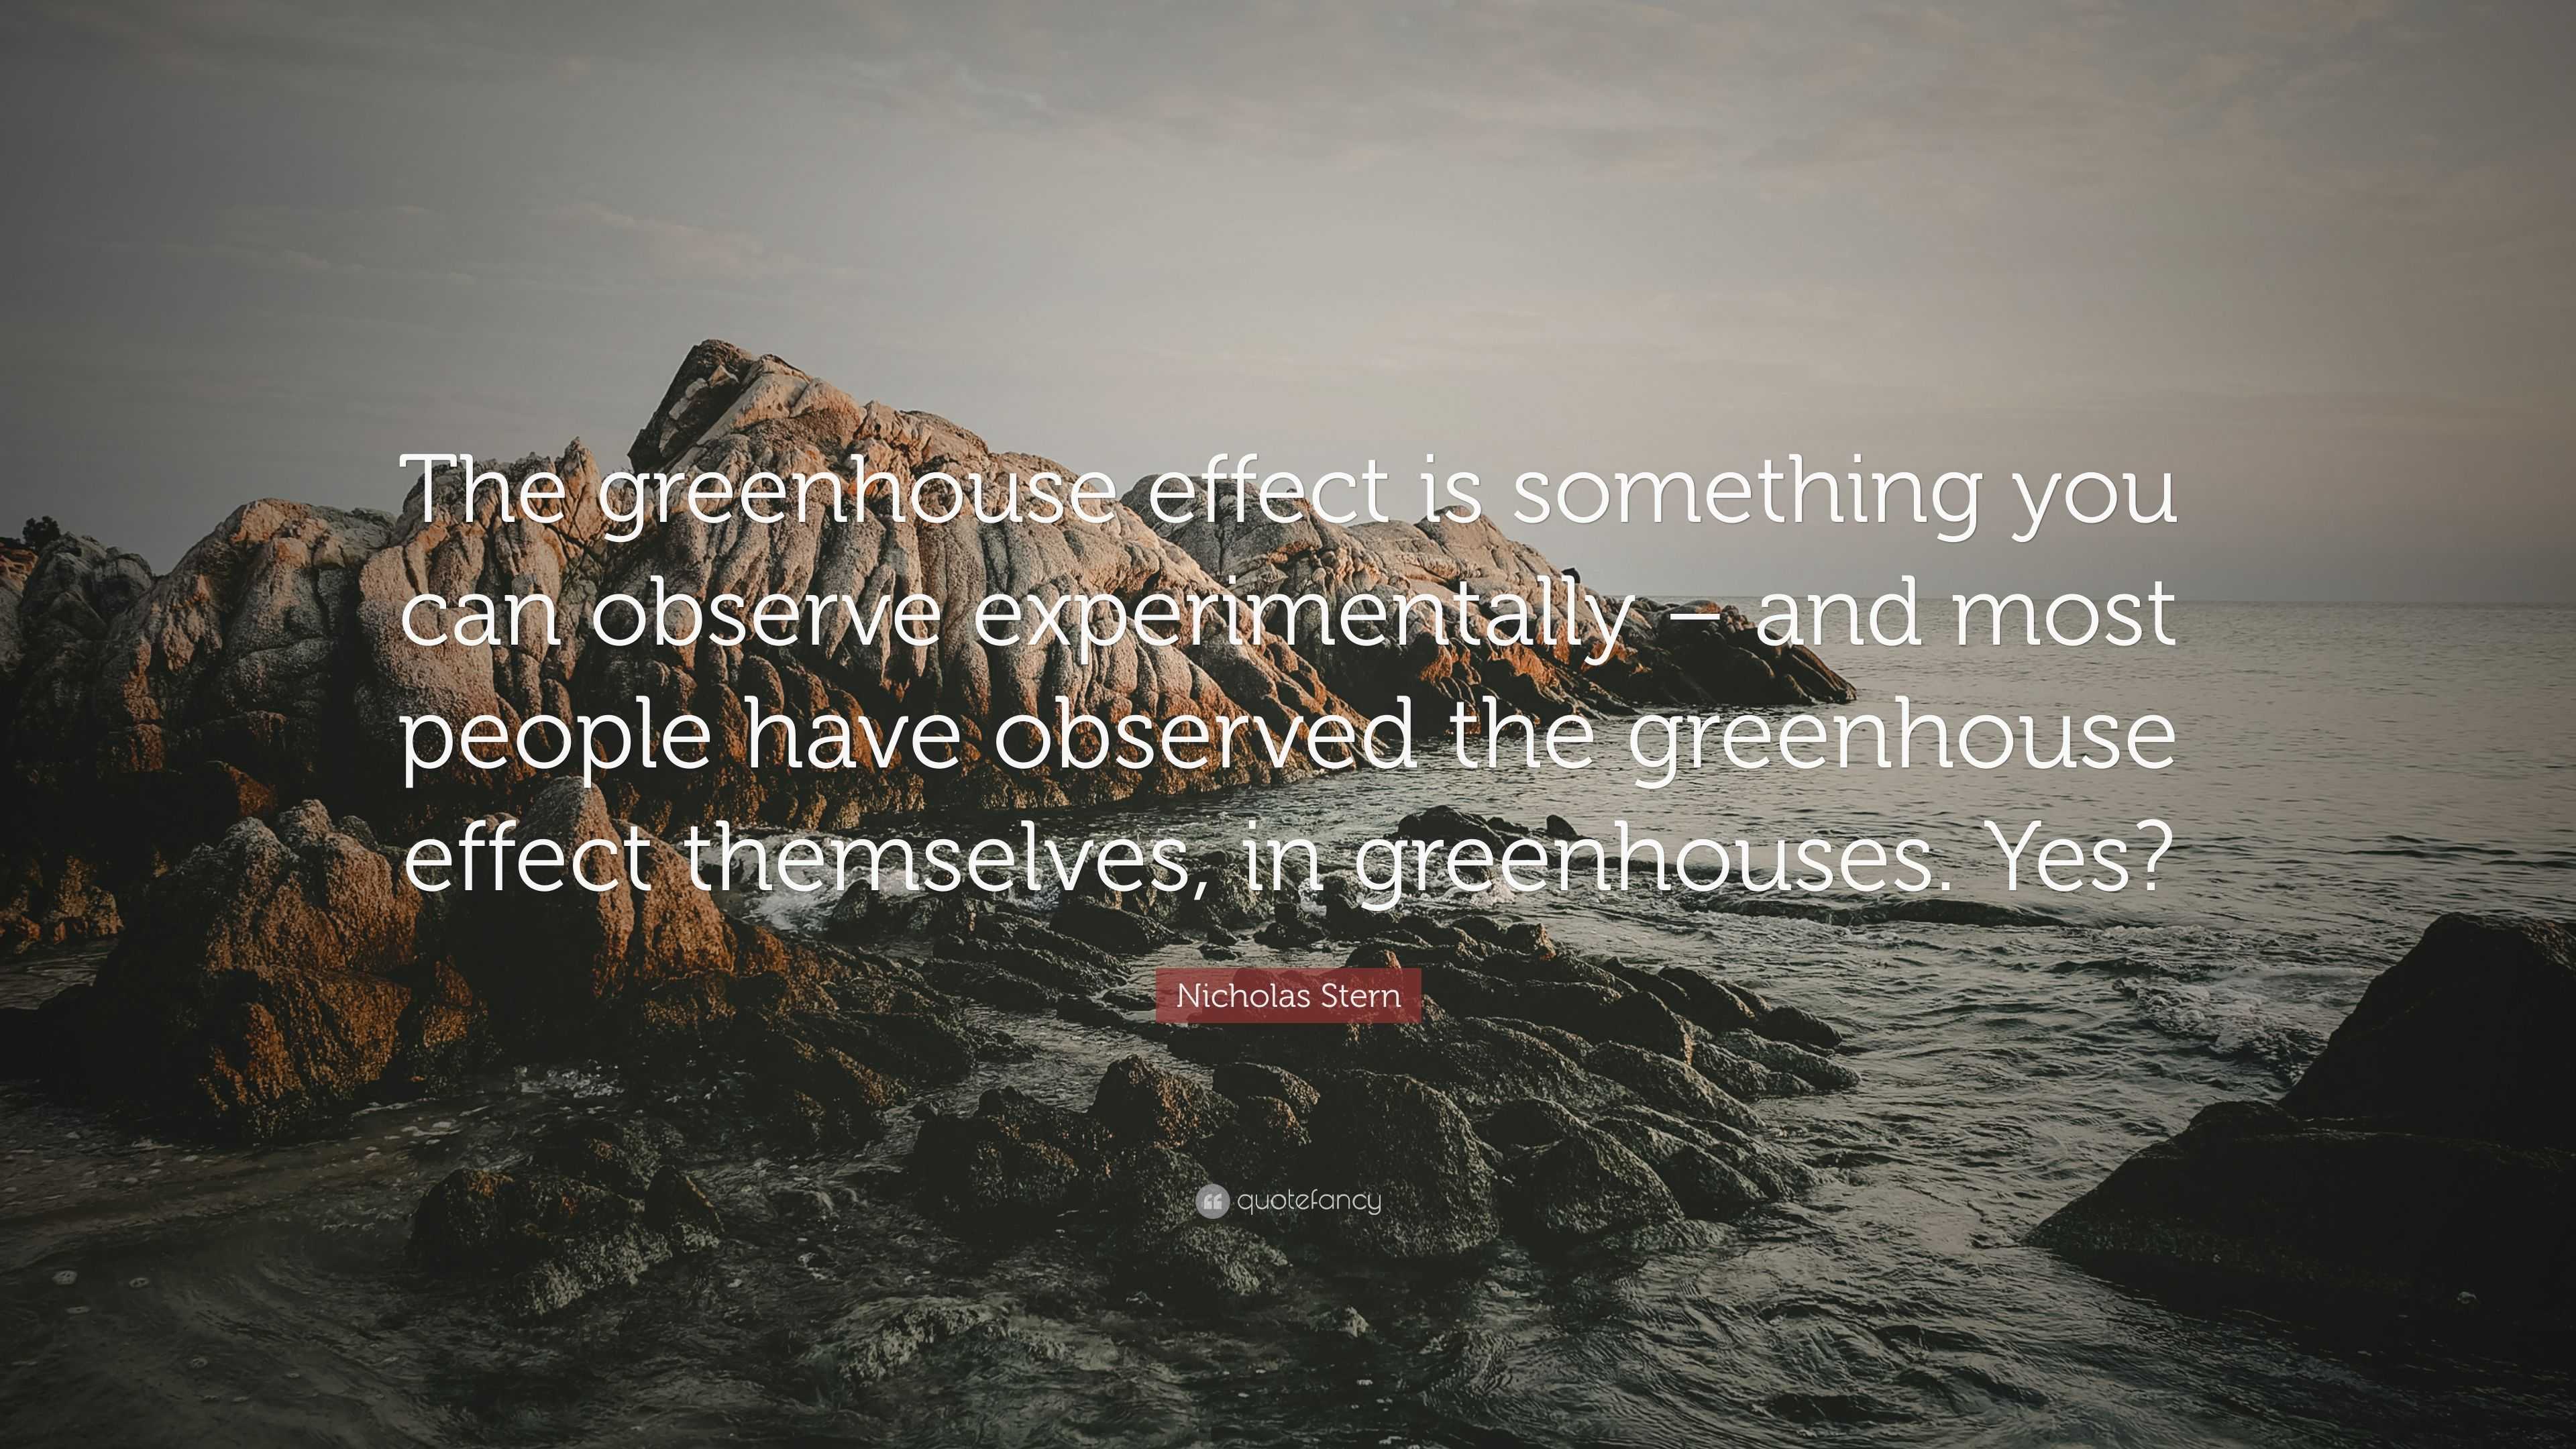 The greenhouse effect is something you
can observe experimentally – and most
people have observed the greenhouse
effect themselves, in greenhouses. Yes?
Nicholas Stern
quotefancy